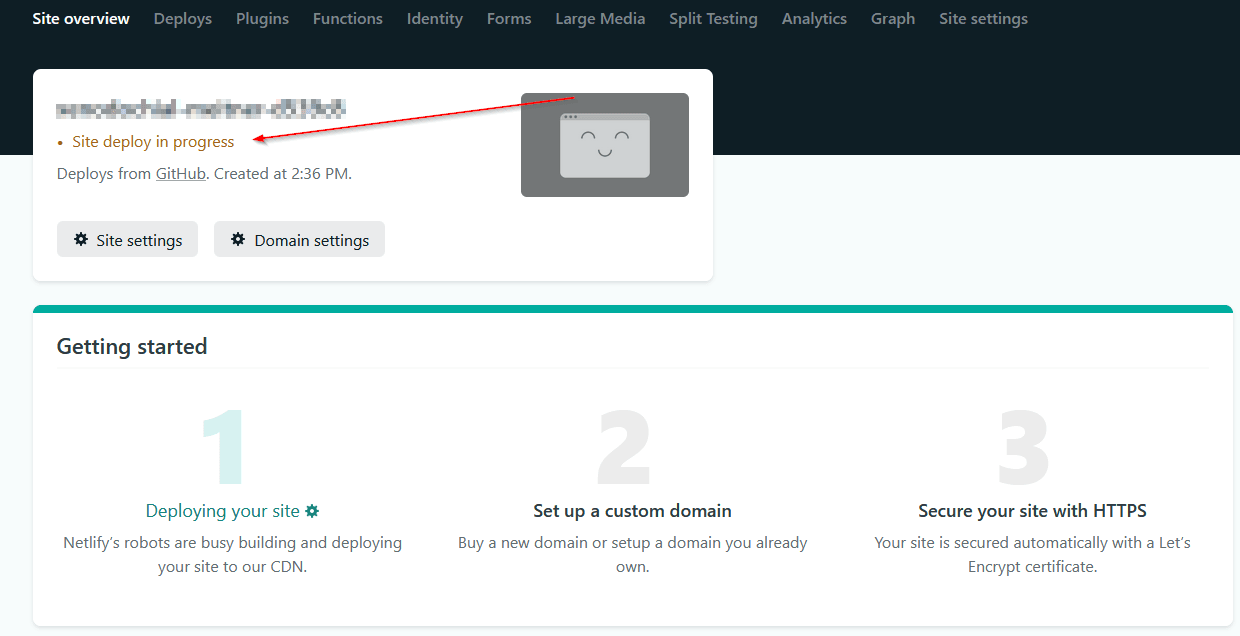 Site overview Deploys Plugins Functions Identity Forms Large Media Split Testing Analytics Graph Site settings
• Site deploy in progress
Deploys from GitHub. Created at 2:36 PM.
Site settings Domain settings
Getting started
1 2 3
Deploying your site Set up a custom domain Secure your site with HTTPS
Netlify’s robots are busy building and deploying Buy a new domain or setup a domain you already Your site is secured automatically with a Let’s
your site to our CDN. own. Encrypt certificate.